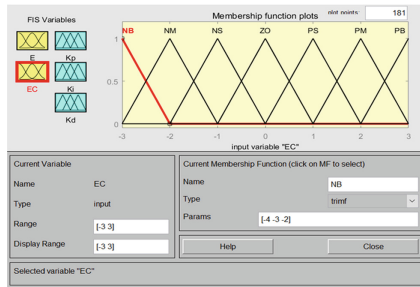 FIS Variables
Membership function plots
plot points:
181
E
Kp
EC
Ki
Kd
NB
NM
NS
ZO
PS
PM
PB
1
0.5
0
-3
-2
-1
0
1
2
3
input variable "EC"
Current Variable
Name
EC
Type
input
Range
[-3 3]
Display Range
[-3 3]
Current Membership Function (click on MF to select)
Name
NB
Type
trimf
Params
[-4 -3 -2]
Help
Close
Selected variable "EC"